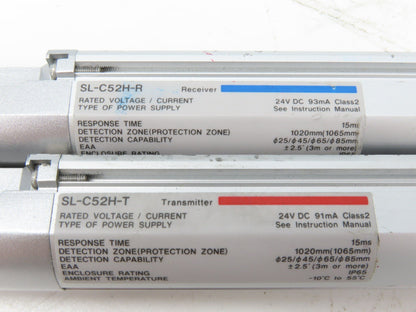 SL-C52H-R Receiver
RATED VOLTAGE / CURRENT 24V DC 93mA Class2
TYPE OF POWER SUPPLY See Instruction Manual
RESPONSE TIME 15ms
DETECTION ZONE(PROTECTION ZONE) 1020mm(1065mm)
DETECTION CAPABILITY φ25/φ45/φ65/φ85mm
EAA ±2.5°(3m or more)
ENCLOSURE RATING IP65
SL-C52H-T Transmitter
RATED VOLTAGE / CURRENT 24V DC 91mA Class2
TYPE OF POWER SUPPLY See Instruction Manual
RESPONSE TIME 15ms
DETECTION ZONE(PROTECTION ZONE) 1020mm(1065mm)
DETECTION CAPABILITY φ25/φ45/φ65/φ85mm
EAA ±2.5°(3m or more)
ENCLOSURE RATING IP65
AMBIENT TEMPERATURE -10°C to 55°C